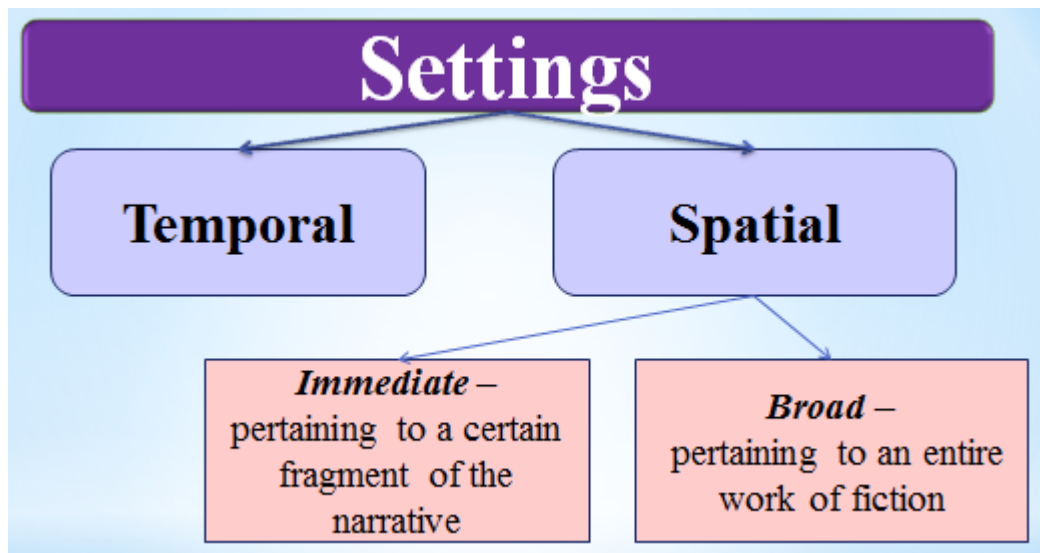 Settings
Temporal
Spatial
Immediate –
pertaining to a certain
fragment of the
narrative
Broad –
pertaining to an entire
work of fiction